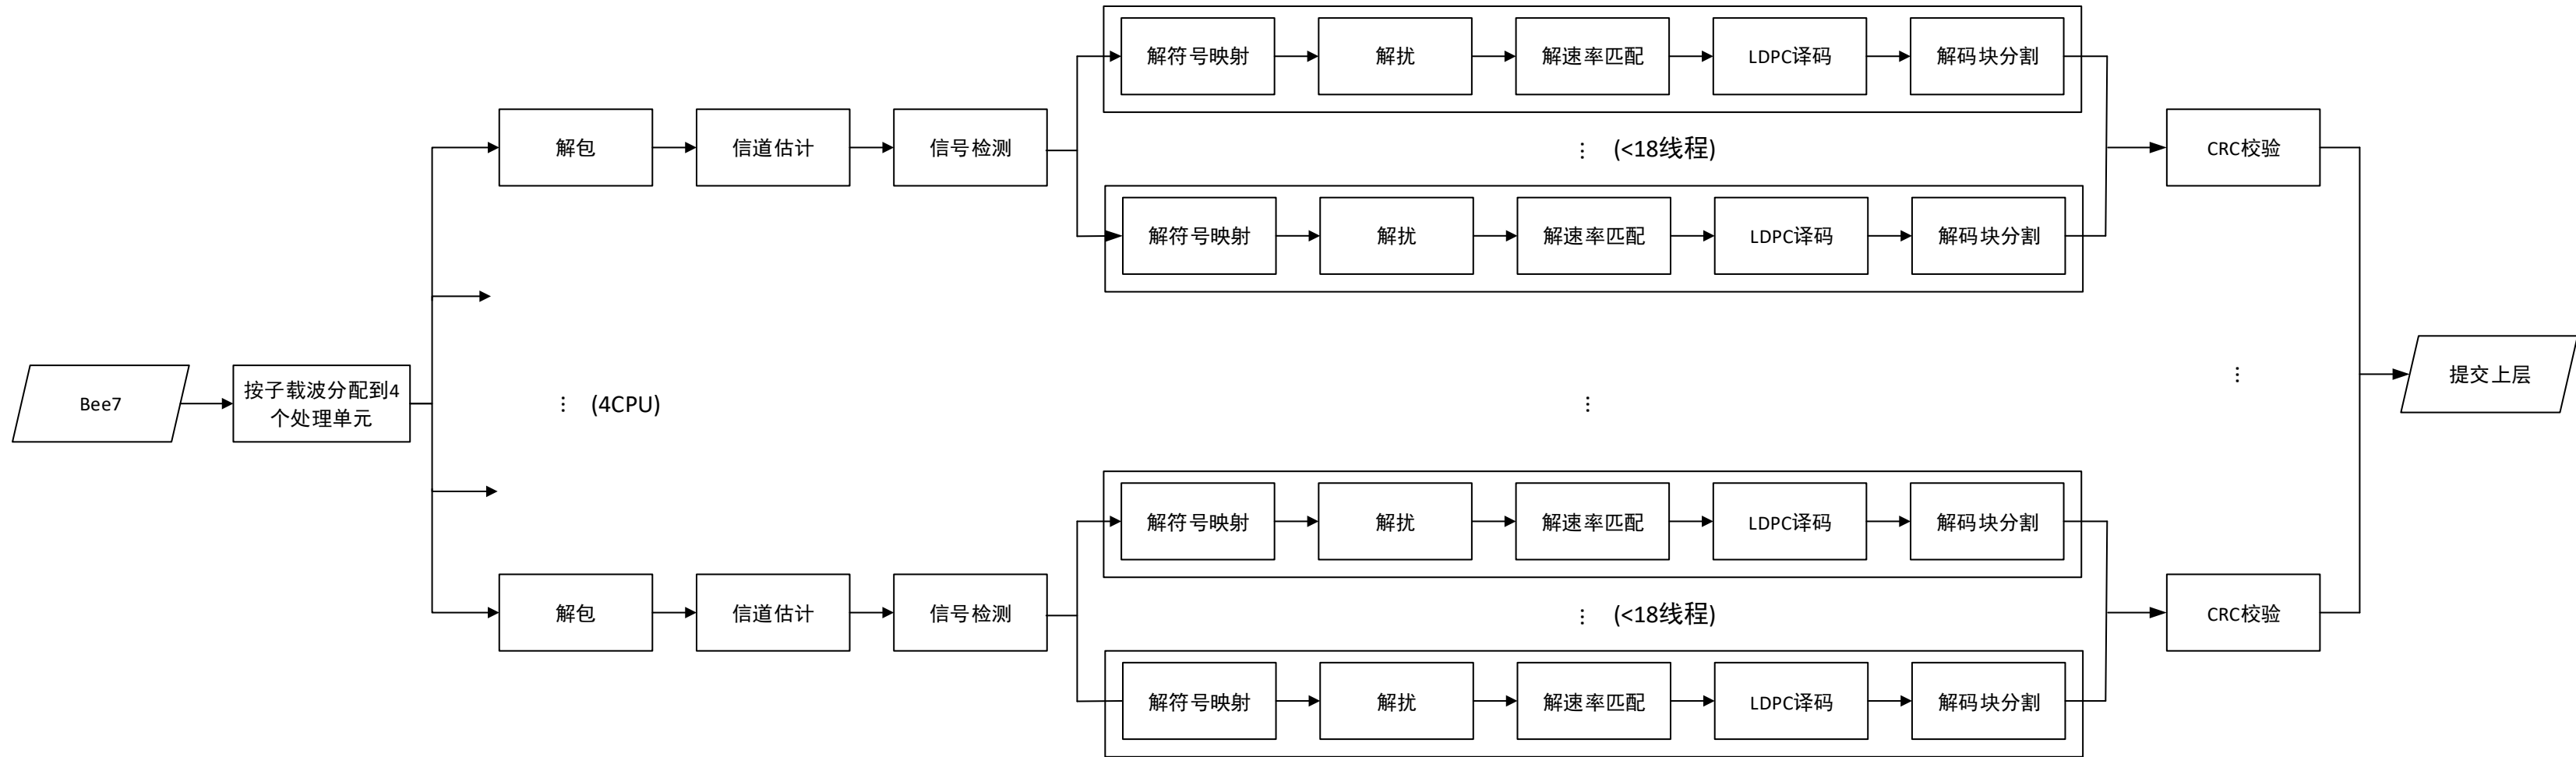 解符号映射
解扰
解速率匹配
LDPC译码
解码块分割
解包
信道估计
信号检测
⋮ (<18线程)
CRC校验
解符号映射
解扰
解速率匹配
LDPC译码
解码块分割
Bee7
按子载波分配到4
个处理单元
⋮ (4CPU)
⋮
⋮
提交上层
解符号映射
解扰
解速率匹配
LDPC译码
解码块分割
解包
信道估计
信号检测
⋮ (<18线程)
CRC校验
解符号映射
解扰
解速率匹配
LDPC译码
解码块分割